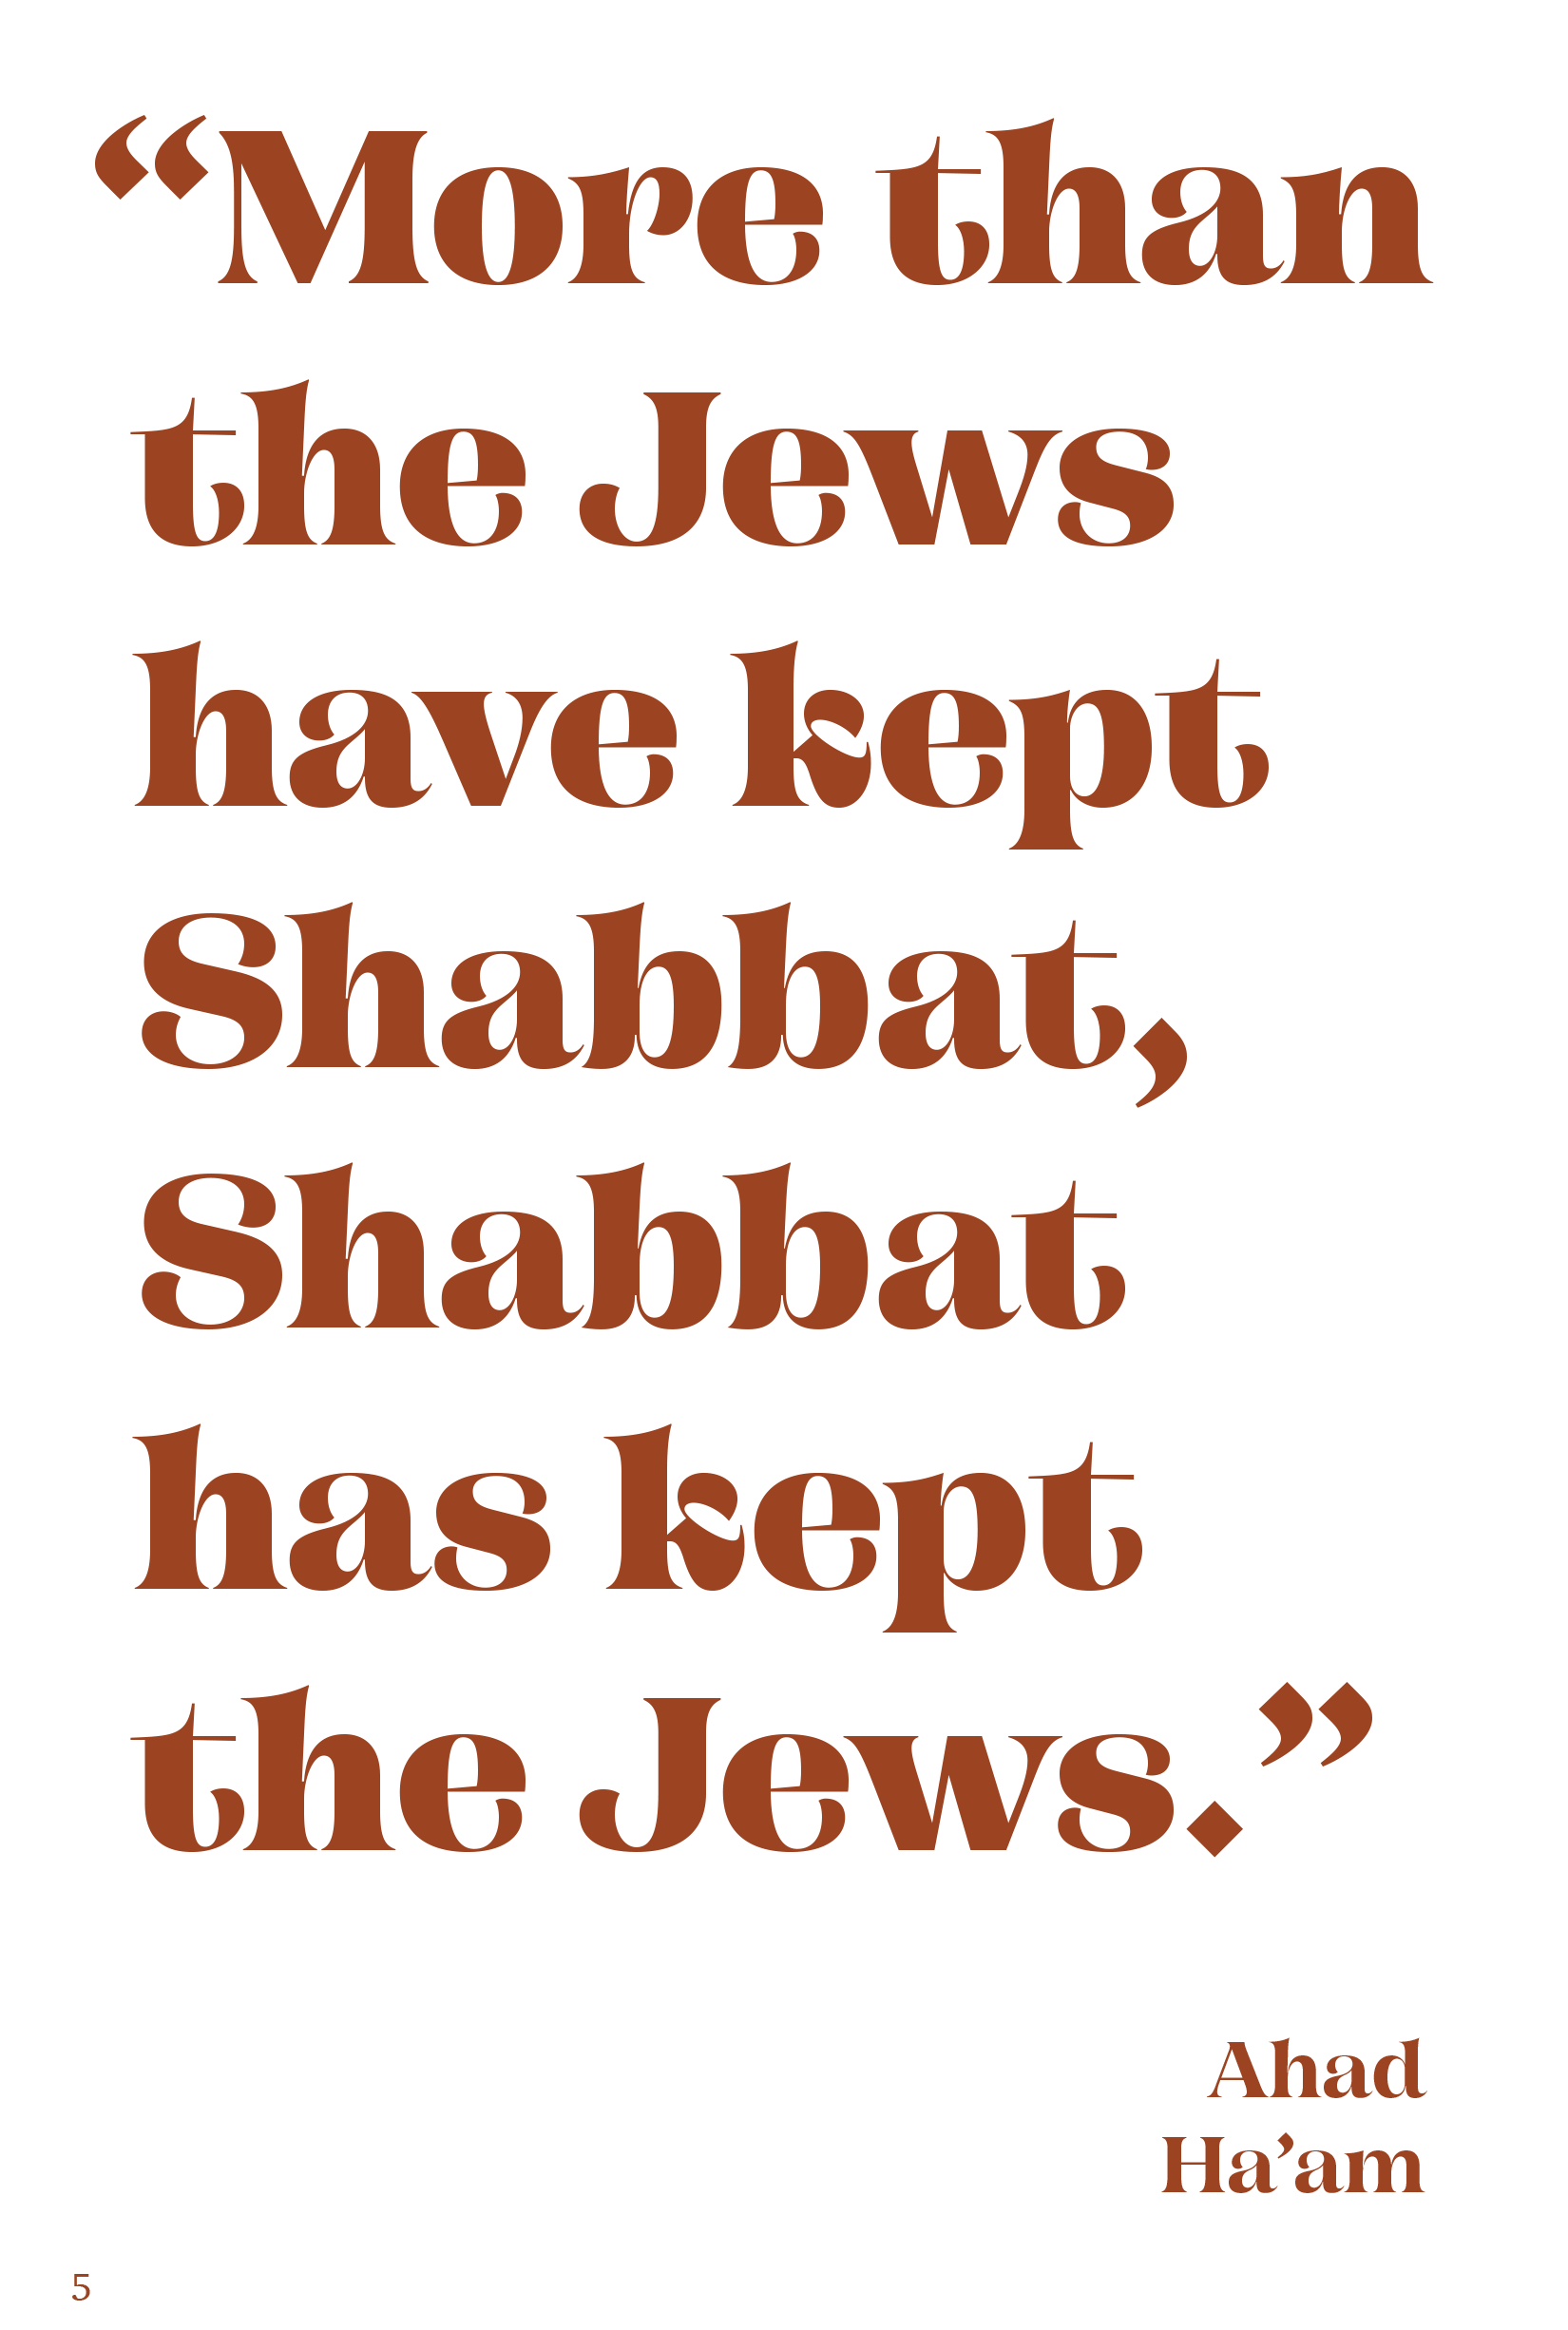 “More than
the Jews
have kept
Shabbat,
Shabbat
has kept
the Jews.”
Ahad
Ha’am
5